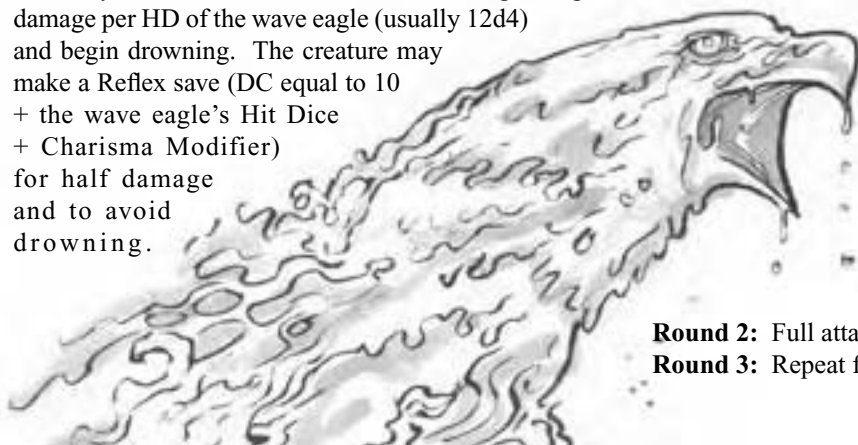 damage per HD of the wave eagle (usually 12d4)
and begin drowning. The creature may
make a Reflex save (DC equal to 10
+ the wave eagle's Hit Dice
+ Charisma Modifier)
for half damage
and to avoid
drowning.
Round 2: Full
Round 3: Repeat